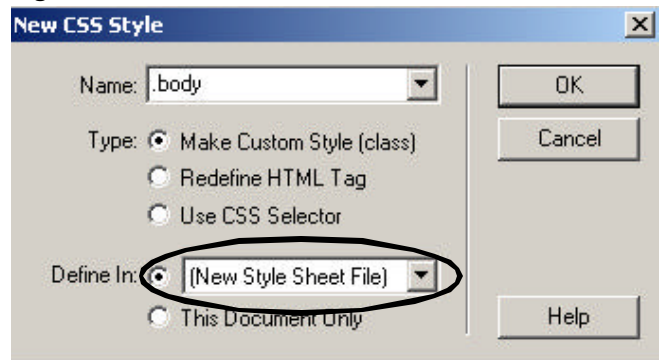 New CSS Style
Name: .body
OK
Type: Make Custom Style (class)
Cancel
Redefine HTML Tag
Use CSS Selector
Define In: (New Style Sheet File)
This Document Only
Help